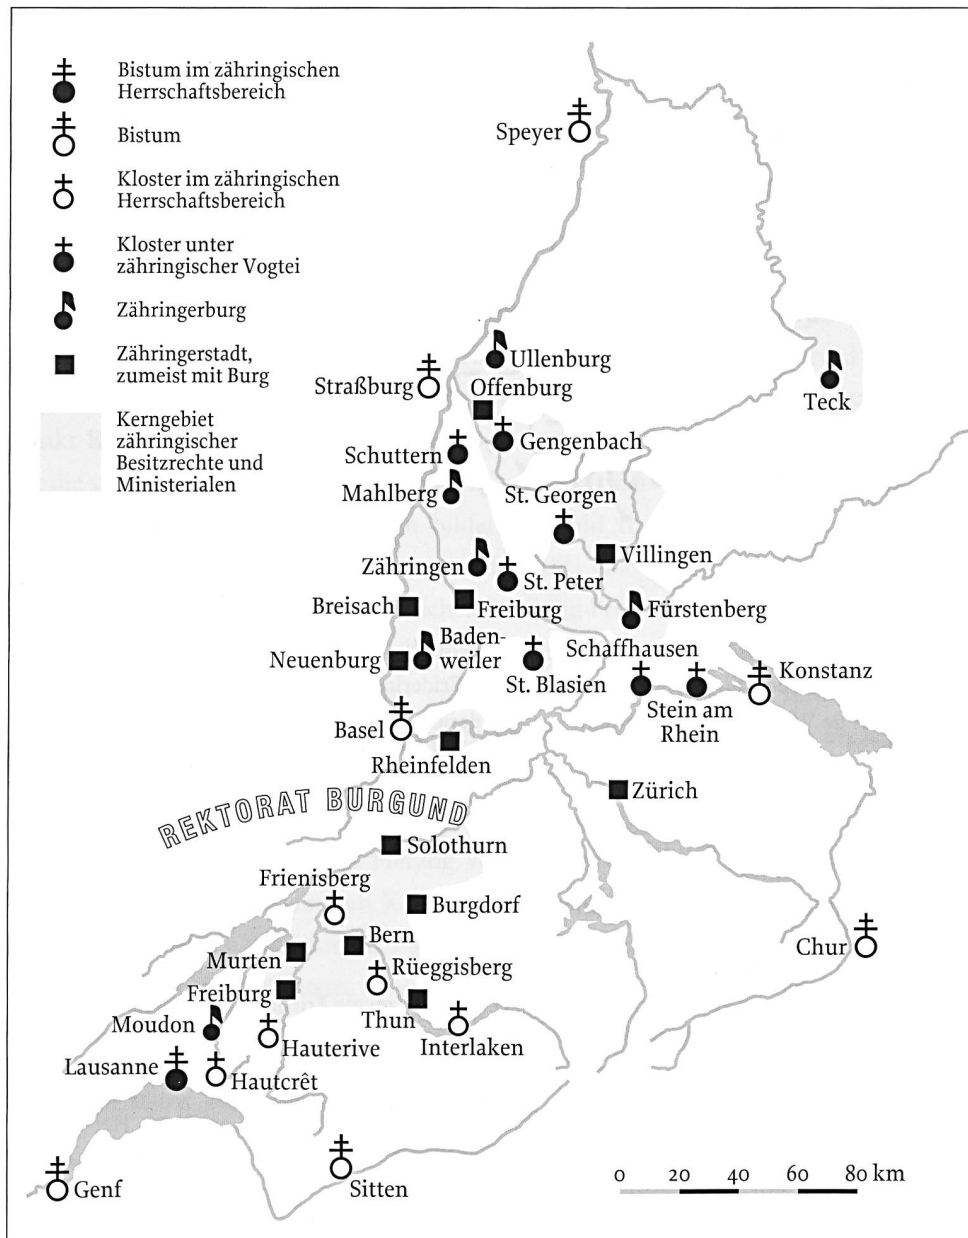 Bistum im zähringischen
Herrschaftsbereich
Bistum
Kloster im zähringischen
Herrschaftsbereich
Kloster unter
zähringischer Vogtei
Zähringerburg
Zähringerstadt,
zumeist mit Burg
Kerngebiet
zähringischer
Besitzrechte und
Ministerialen
Speyer
Ullenburg
Straßburg
Offenburg
Teck
Gengenbach
Schuttern
Mahlberg
St. Georgen
Villingen
Zähringen
St. Peter
Breisach
Freiburg
Fürstenberg
Neuenburg
Baden-
weiler
St. Blasien
Schaffhausen
Konstanz
Stein am
Rhein
Basel
Rheinfelden
Zürich
REKTORAT BURGUND
Solothurn
Frienisberg
Burgdorf
Bern
Murten
Rüeggisberg
Chur
Freiburg
Thun
Moudon
Hauterive
Interlaken
Lausanne
Hautcrêt
Genf
Sitten
0 20 40 60 80 km